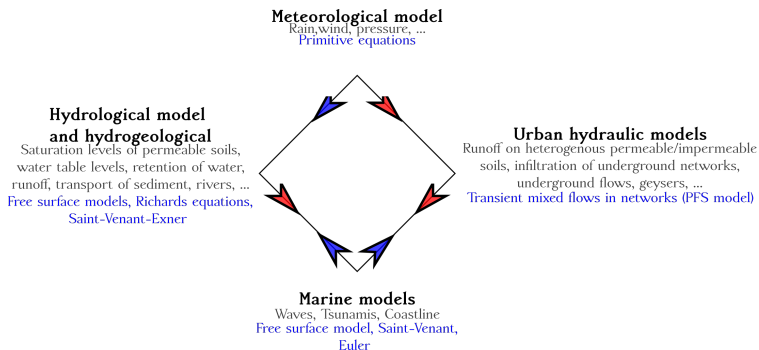 Meteorological model
Rain,wind, pressure, ...
Primitive equations
Hydrological model
and hydrogeological
Saturation levels of permeable soils,
water table levels, retention of water,
runoff, transport of sediment, rivers, ...
Free surface models, Richards equations,
Saint-Venant-Exner
Urban hydraulic models
Runoff on heterogenous permeable/impermeable
soils, infiltration of underground networks,
underground flows, geysers, ...
Transient mixed flows in networks (PFS model)
Marine models
Waves, Tsunamis, Coastline
Free surface model, Saint-Venant,
Euler